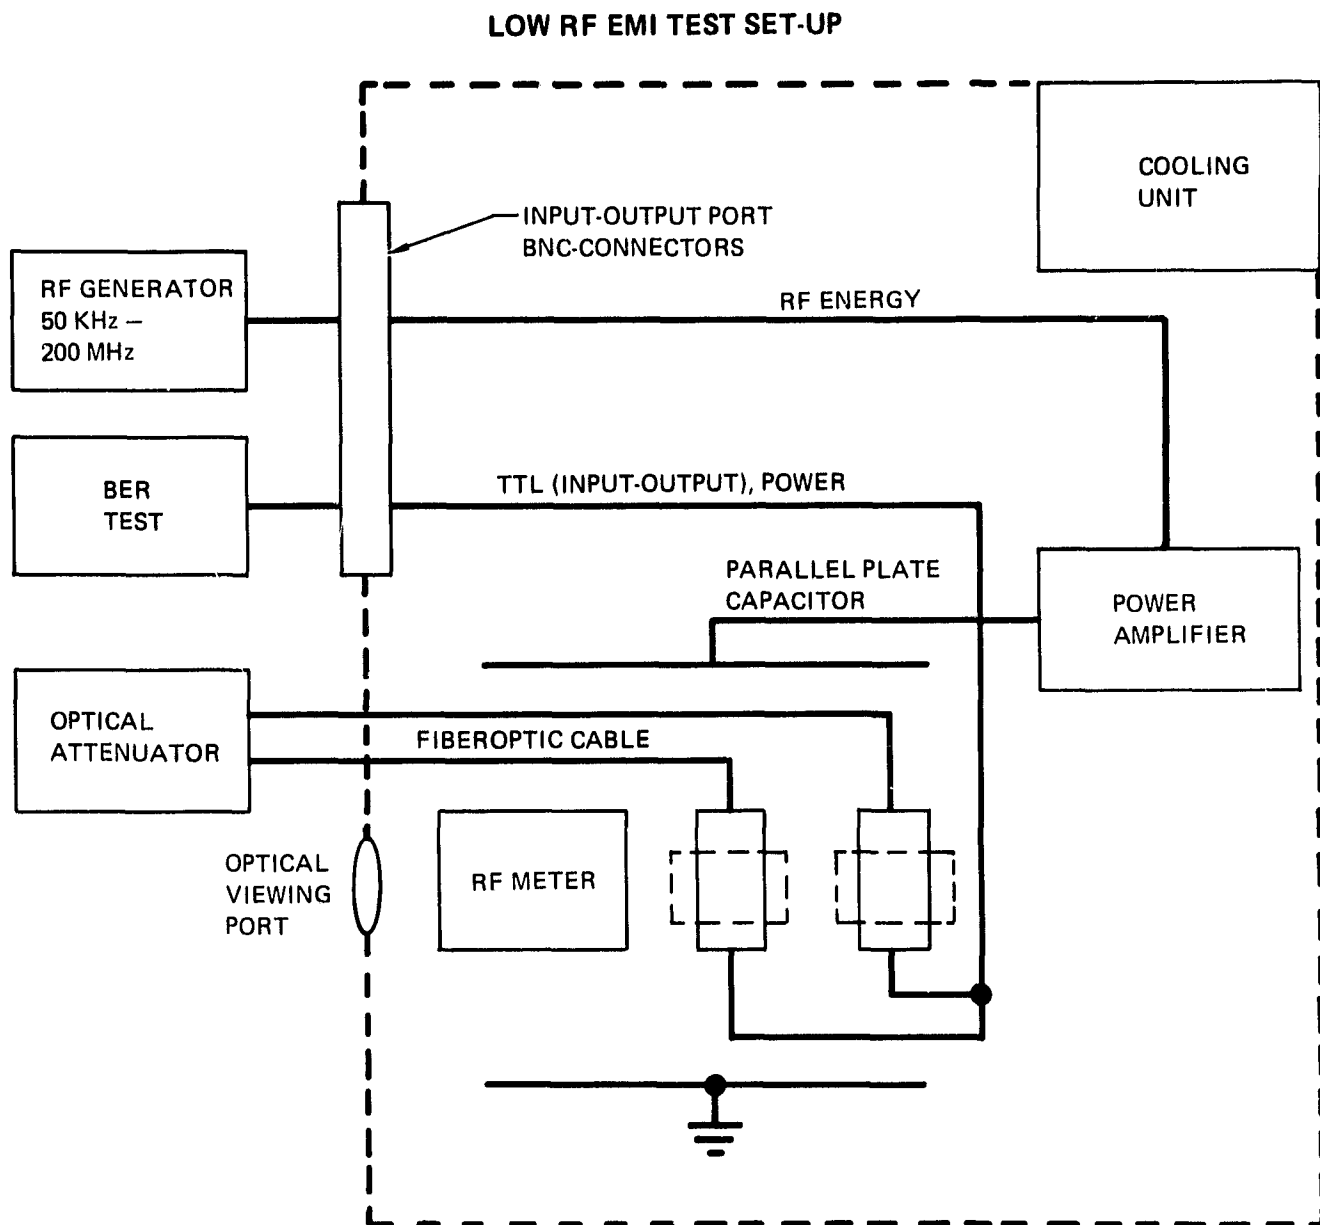 LOW RF EMI TEST SET-UP
COOLING
UNIT
INPUT-OUTPUT PORT
BNC-CONNECTORS
RF GENERATOR
50 KHz –
200 MHz
RF ENERGY
BER
TEST
TTL (INPUT-OUTPUT), POWER
PARALLEL PLATE
CAPACITOR
POWER
AMPLIFIER
OPTICAL
ATTENUATOR
FIBEROPTIC CABLE
OPTICAL
VIEWING
PORT
RF METER